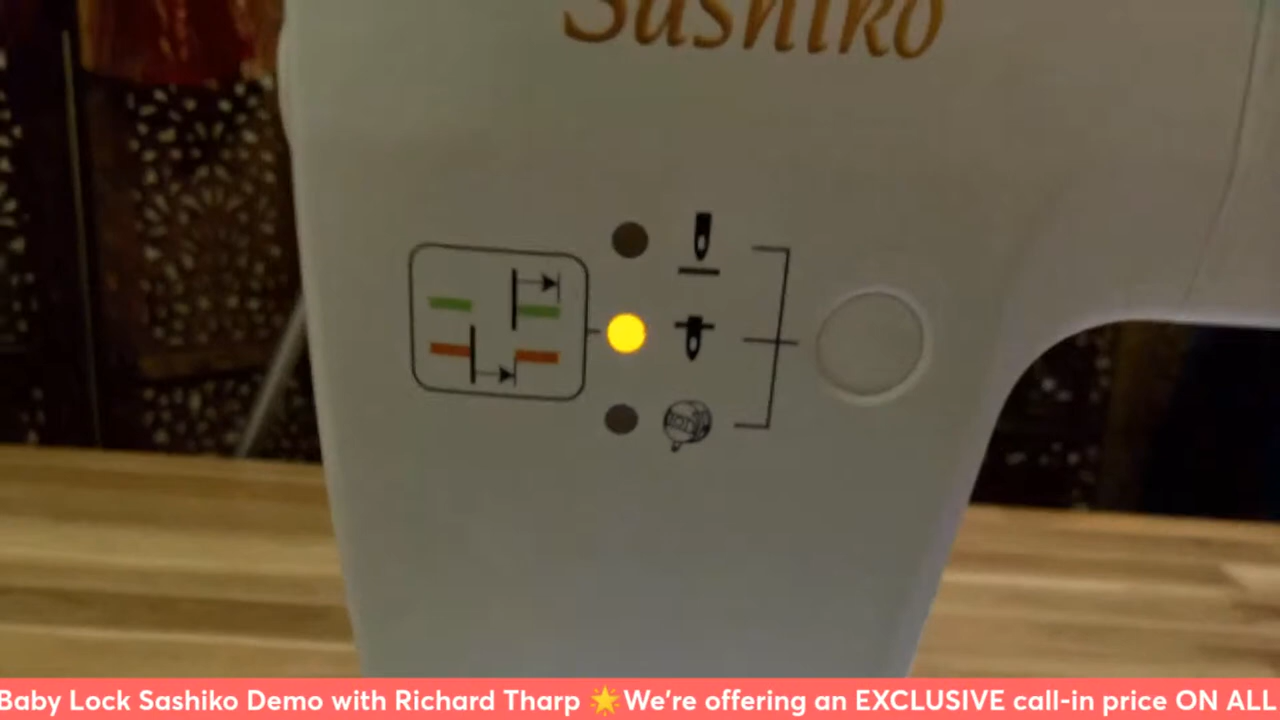 Sashiko
Baby Lock Sashiko Demo with Richard Tharp 🌟We're offering an EXCLUSIVE call-in price ON ALL